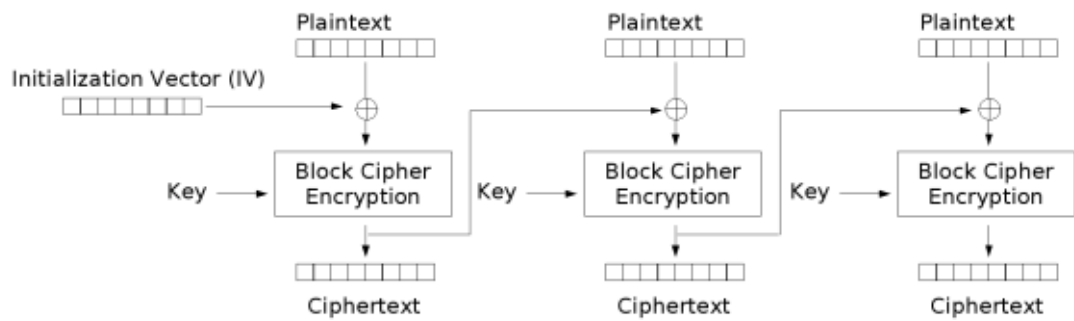 Plaintext
Plaintext
Plaintext
Initialization Vector (IV)
Key
Block Cipher
Encryption
Key
Block Cipher
Encryption
Key
Block Cipher
Encryption
Ciphertext
Ciphertext
Ciphertext